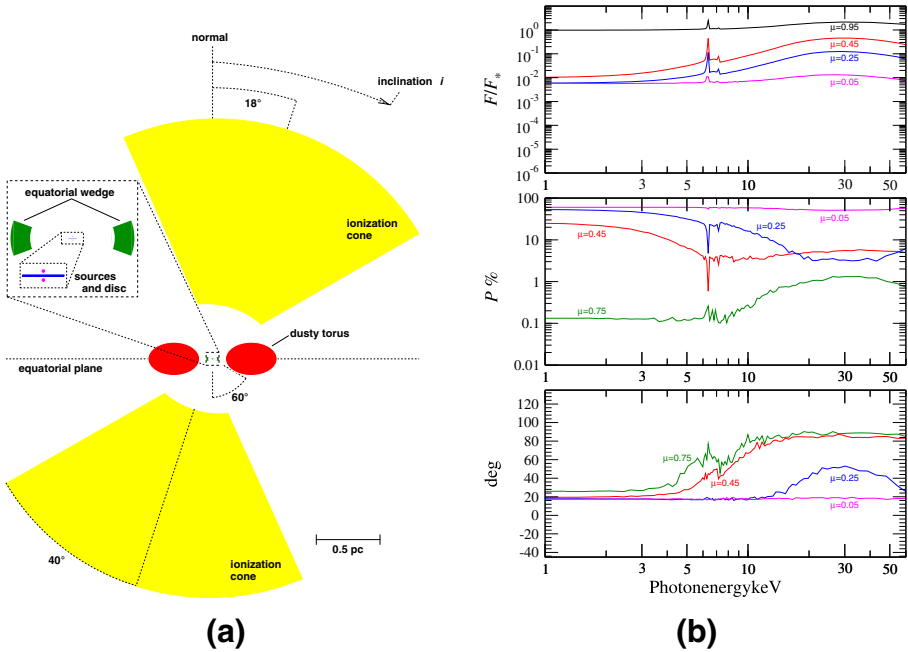 normal
inclination i
18°
equatorial wedge
ionization
cone
sources
and disc
dusty torus
equatorial plane
60°
40°
ionization
cone
0.5 pc
(a)
10^0
10^-1
10^-2
10^-3
10^-4
10^-5
10^-6
F/F*
μ=0.95
μ=0.45
μ=0.25
μ=0.05
1 5 10 30 50
100
10
1
0.1
0.01
P %
μ=0.05
μ=0.25
μ=0.45
μ=0.75
1 5 10 30 50
120
100
80
60
40
20
0
-20
-40
deg
μ=0.75
μ=0.45
μ=0.25
μ=0.05
1 5 10 30 50
PhotonenergykeV
(b)